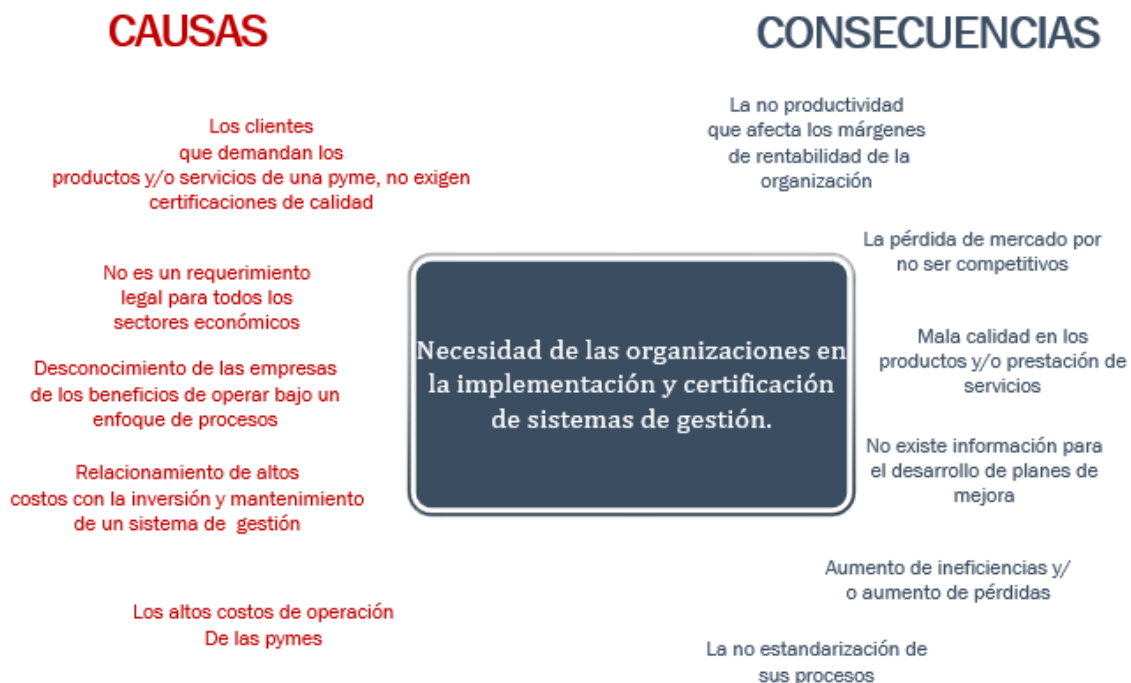 CAUSAS
Los clientes
que demandan los
productos y/o servicios de una pyme, no exigen
certificaciones de calidad
No es un requerimiento
legal para todos los
sectores económicos
Desconocimiento de las empresas
de los beneficios de operar bajo un
enfoque de procesos
Relacionamiento de altos
costos con la inversión y mantenimiento
de un sistema de gestión
Los altos costos de operación
De las pymes
Necesidad de las organizaciones en
la implementación y certificación
de sistemas de gestión.
CONSECUENCIAS
La no productividad
que afecta los márgenes
de rentabilidad de la
organización
La pérdida de mercado por
no ser competitivos
Mala calidad en los
productos y/o prestación de
servicios
No existe información para
el desarrollo de planes de
mejora
Aumento de ineficiencias y/
o aumento de pérdidas
La no estandarización de
sus procesos